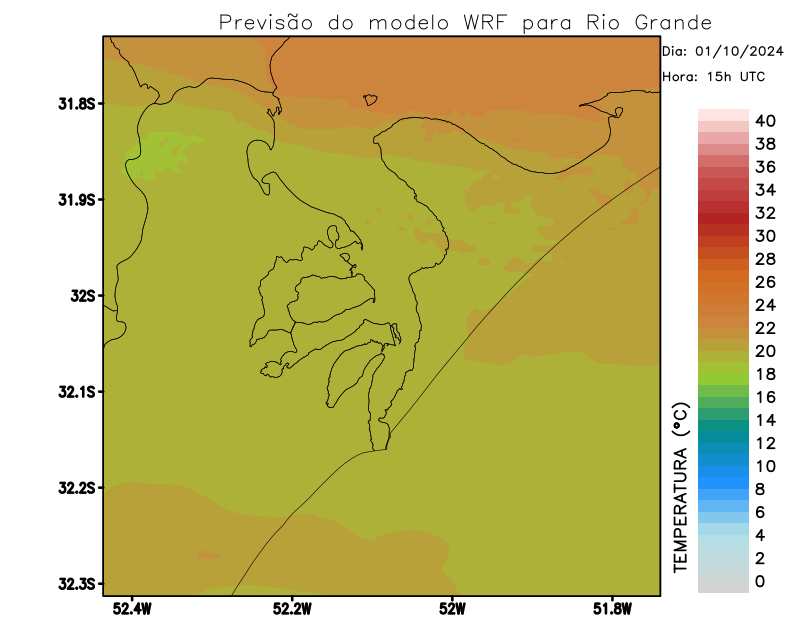 Previsão do modelo WRF para Rio Grande
Dia: 01/10/2024
Hora: 15h UTC
31.8S
31.9S
32S
32.1S
32.2S
32.3S
52.4W
52.2W
52W
51.8W
TEMPERATURA (°C)
40
38
36
34
32
30
28
26
24
22
20
18
16
14
12
10
8
6
4
2
0